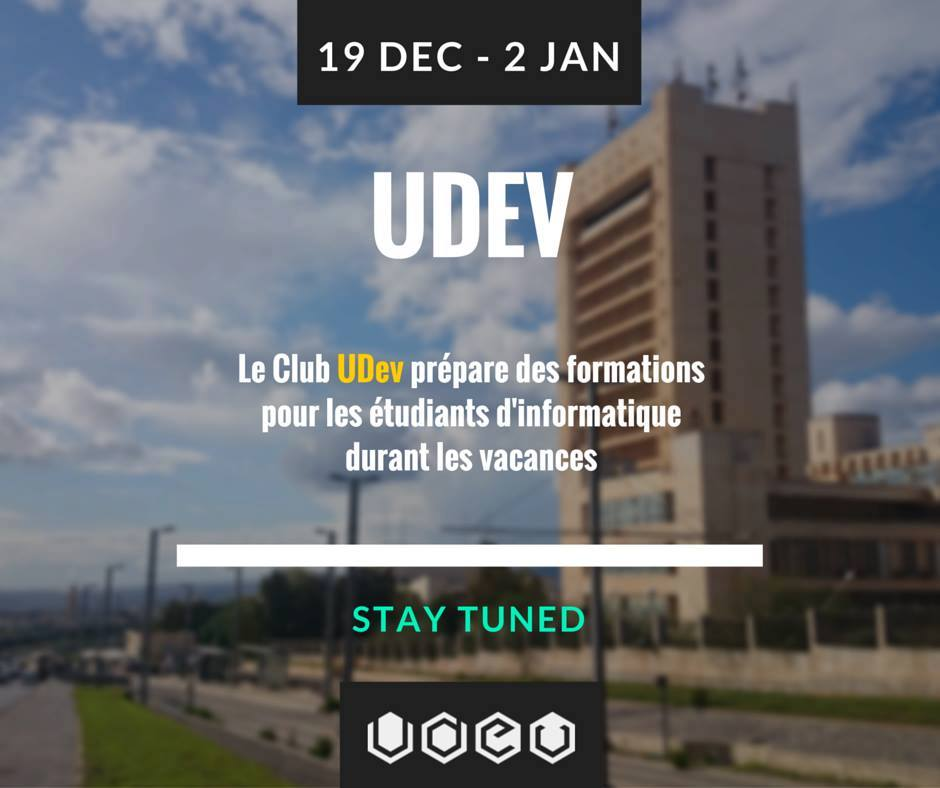 19 DEC - 2 JAN
UDEV
Le Club UDev prépare des formations
pour les étudiants d'informatique
durant les vacances
STAY TUNED
UDEV